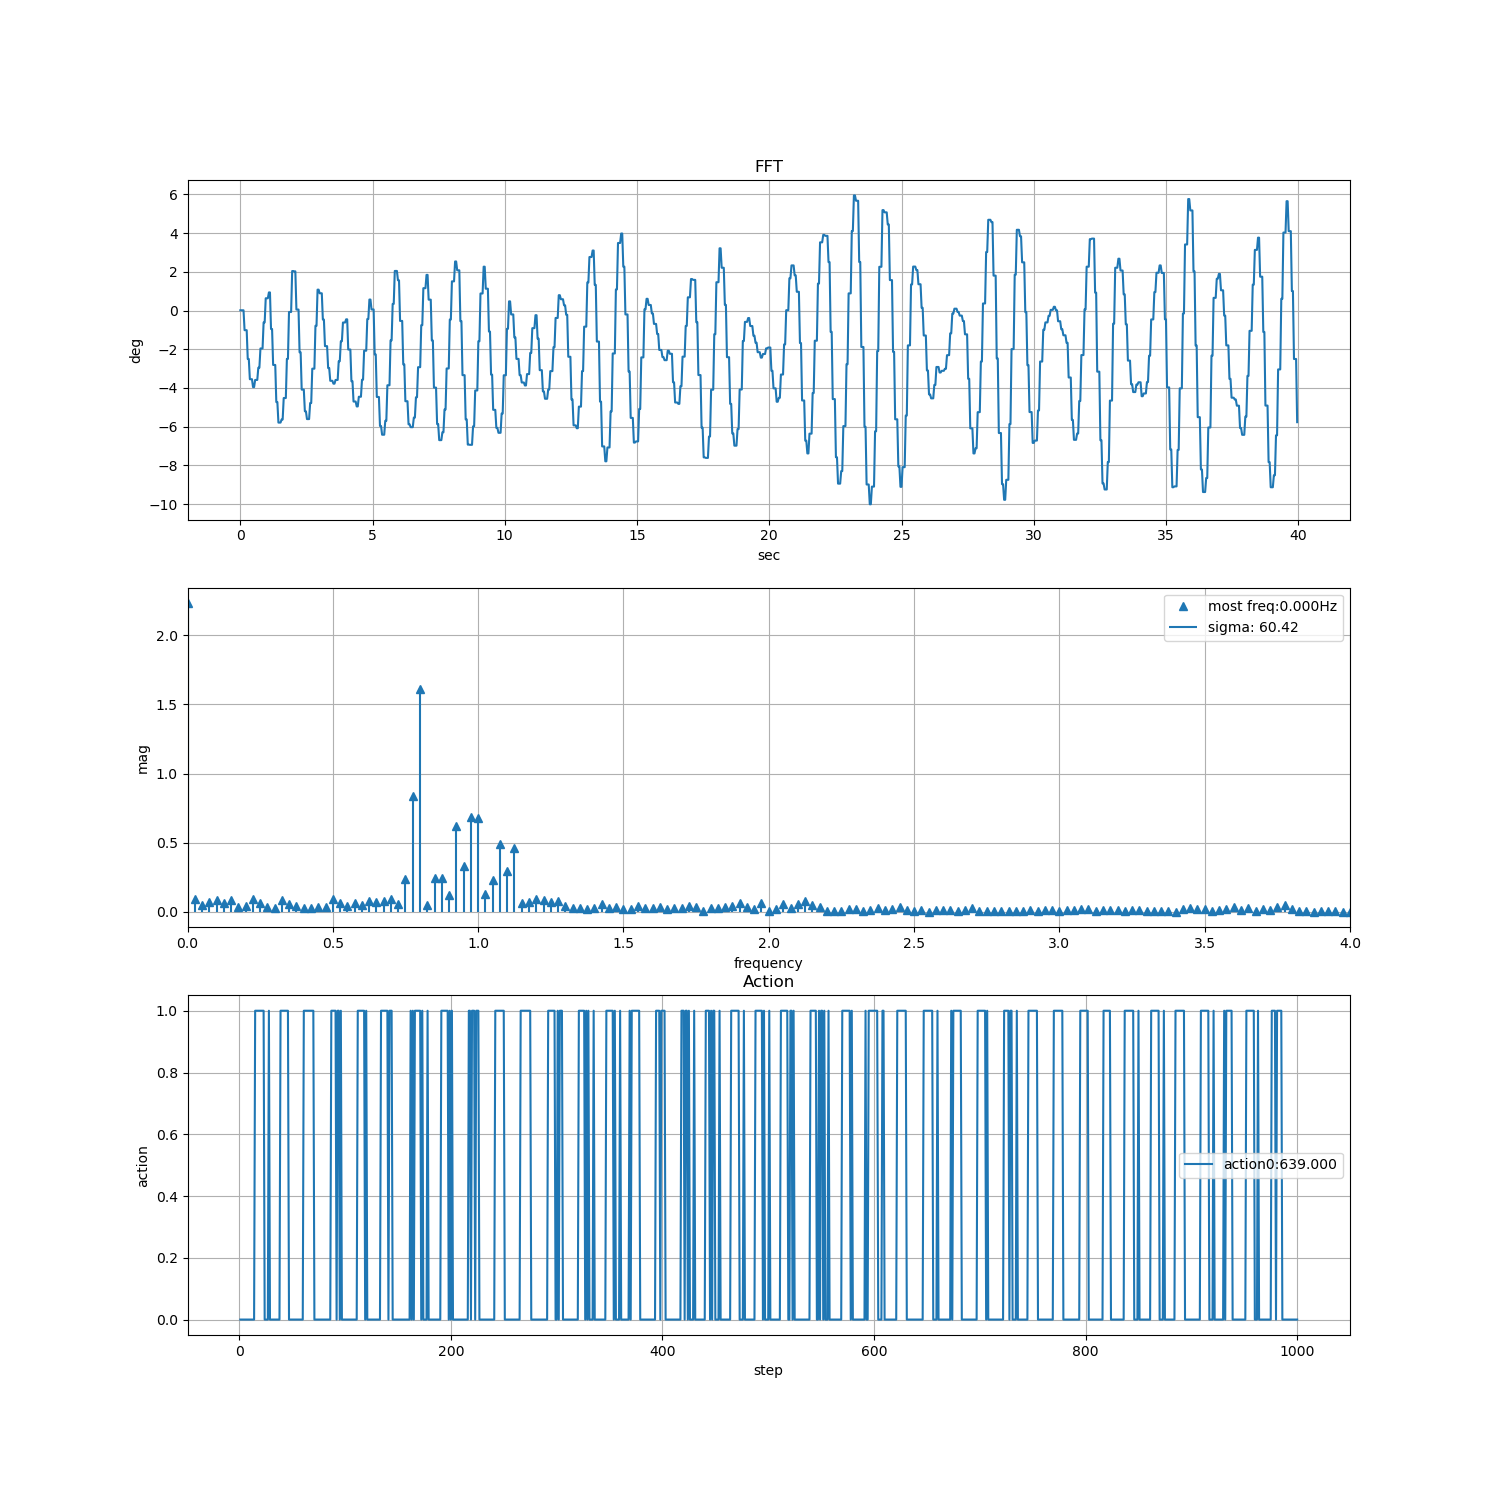 FFT
6
4
2
0
−2
−4
−6
−8
−10
deg
0 5 10 15 20 25 30 35 40
sec
most freq:0.000Hz
sigma: 60.42
2.0
1.5
1.0
0.5
0.0
mag
0.0 0.5 1.0 1.5 2.0 2.5 3.0 3.5 4.0
frequency
Action
1.0
0.8
0.6
0.4
0.2
0.0
action
action0:639.000
0 200 400 600 800 1000
step